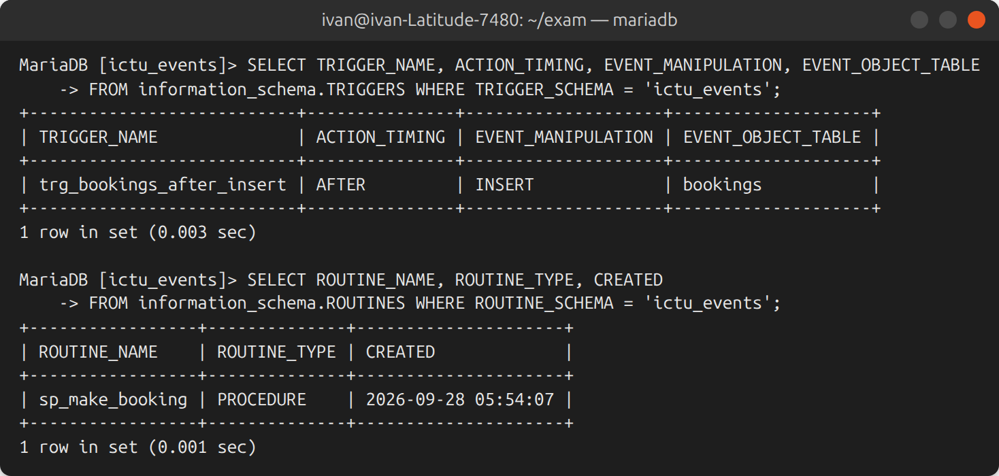 ivan@ivan-Latitude-7480: ~/exam — mariadb
MariaDB [ictu_events]> SELECT TRIGGER_NAME, ACTION_TIMING, EVENT_MANIPULATION, EVENT_OBJECT_TABLE
    -> FROM information_schema.TRIGGERS WHERE TRIGGER_SCHEMA = 'ictu_events';
+---------------------------+---------------+--------------------+--------------------+
| TRIGGER_NAME              | ACTION_TIMING | EVENT_MANIPULATION | EVENT_OBJECT_TABLE |
+---------------------------+---------------+--------------------+--------------------+
| trg_bookings_after_insert | AFTER         | INSERT             | bookings           |
+---------------------------+---------------+--------------------+--------------------+
1 row in set (0.003 sec)

MariaDB [ictu_events]> SELECT ROUTINE_NAME, ROUTINE_TYPE, CREATED
    -> FROM information_schema.ROUTINES WHERE ROUTINE_SCHEMA = 'ictu_events';
+-----------------+--------------+---------------------+
| ROUTINE_NAME    | ROUTINE_TYPE | CREATED             |
+-----------------+--------------+---------------------+
| sp_make_booking | PROCEDURE    | 2026-09-28 05:54:07 |
+-----------------+--------------+---------------------+
1 row in set (0.001 sec)